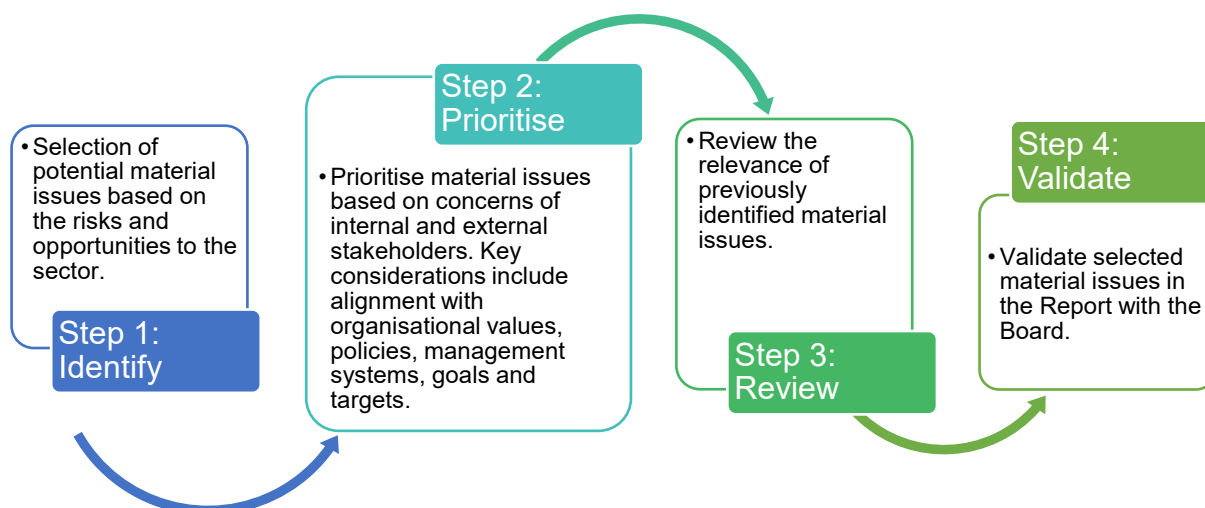 • Selection of
potential material
issues based on
the risks and
opportunities to the
sector.
Step 1:
Identify
Step 2:
Prioritise
• Prioritise material issues
based on concerns of
internal and external
stakeholders. Key
considerations include
alignment with
organisational values,
policies, management
systems, goals and
targets.
• Review the
relevance of
previously
identified material
issues.
Step 3:
Review
Step 4:
Validate
• Validate selected
material issues in
the Report with the
Board.